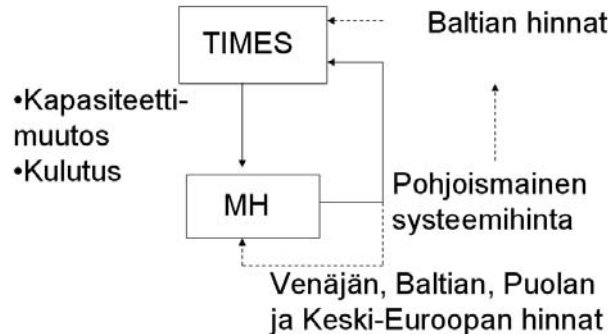 TIMES
Baltian hinnat
•Kapasiteetti-
muutos
•Kulutus
MH
Pohjoismainen
systeemihinta
Venäjän, Baltian, Puolan
ja Keski-Euroopan hinnat